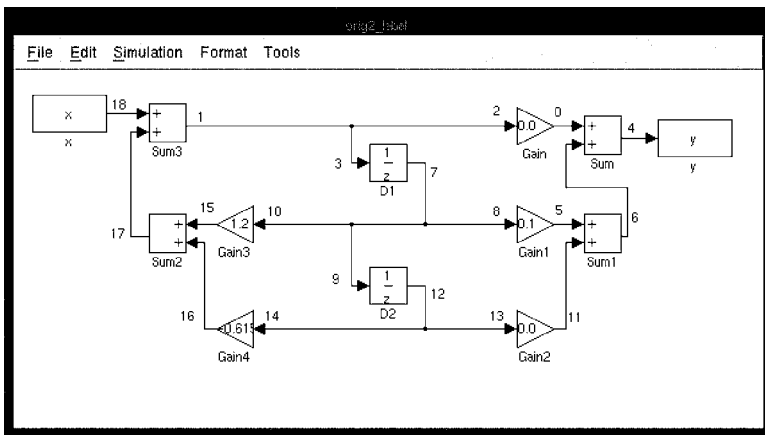 orig2_label
File Edit Simulation Format Tools
x
x
18
+
+
Sum3
1
2
0.0
Gain
0
+
+
Sum
4
y
y
3
1
z
D1
7
17
+
+
Sum2
15
1.2
Gain3
10
8
0.1
Gain1
5
+
+
Sum1
6
9
1
z
D2
12
16
Gain4
14
13
0.0
Gain2
11